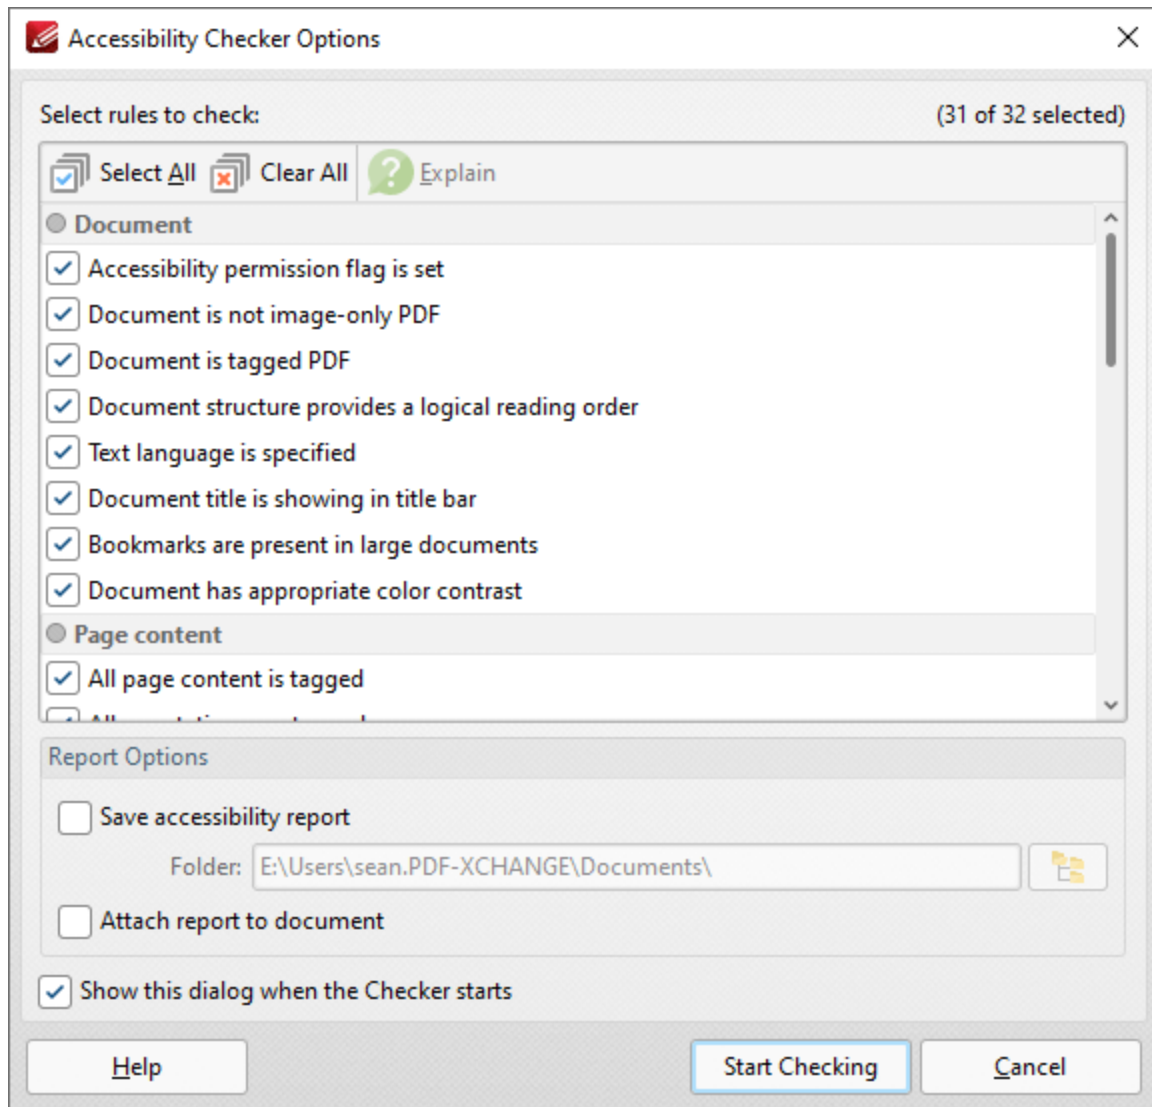 Accessibility Checker Options
Select rules to check: (31 of 32 selected)
Select All Clear All Explain
Document
Accessibility permission flag is set
Document is not image-only PDF
Document is tagged PDF
Document structure provides a logical reading order
Text language is specified
Document title is showing in title bar
Bookmarks are present in large documents
Document has appropriate color contrast
Page content
All page content is tagged
Report Options
Save accessibility report
Folder: E:\Users\sean.PDF-XCHANGE\Documents\
Attach report to document
Show this dialog when the Checker starts
Help Start Checking Cancel